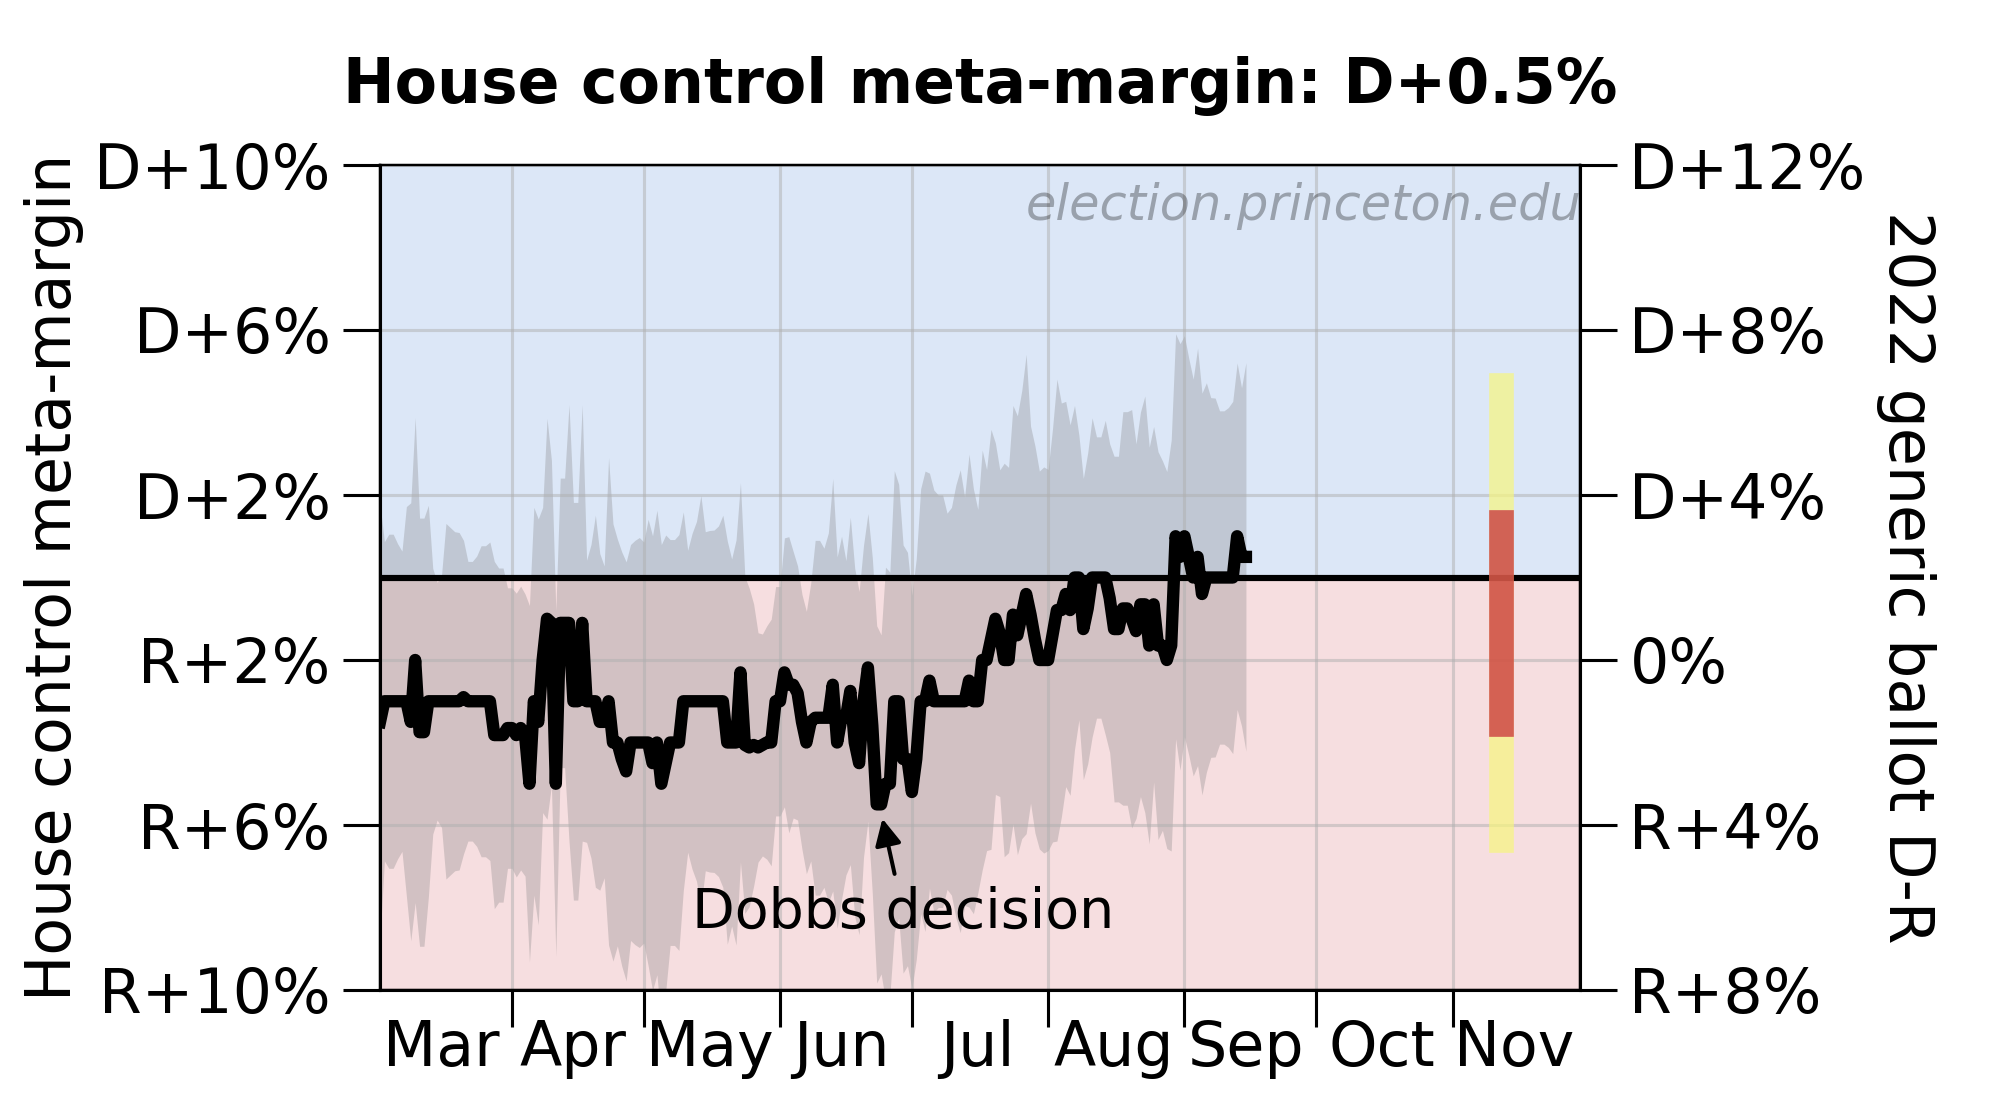 House control meta-margin: D+0.5%
House control meta-margin
D+10%
D+6%
D+2%
R+2%
R+6%
R+10%
election.princeton.edu
Dobbs decision
D+12%
D+8%
D+4%
0%
R+4%
R+8%
2022 generic ballot D-R
Mar Apr May Jun Jul Aug Sep Oct Nov